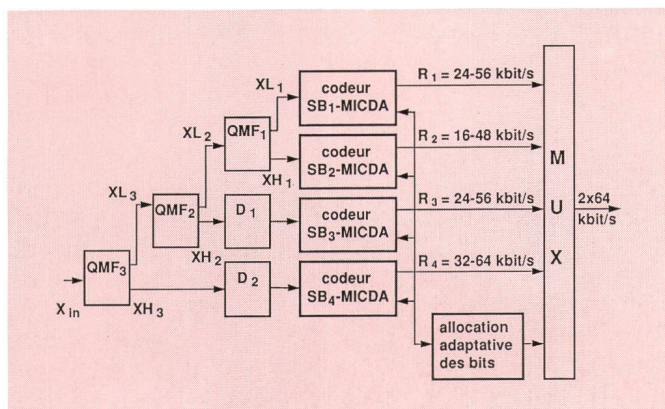 XL₁
codeur
SB₁-MICDA
R₁ = 24-56 kbit/s
XL₂
QMF₁
XH₁
codeur
SB₂-MICDA
R₂ = 16-48 kbit/s
XL₃
QMF₂
XH₂
D₁
codeur
SB₃-MICDA
R₃ = 24-56 kbit/s
X in
QMF₃
XH₃
D₂
codeur
SB₄-MICDA
R₄ = 32-64 kbit/s
allocation
adaptative
des bits
M
U
X
2x64
kbit/s